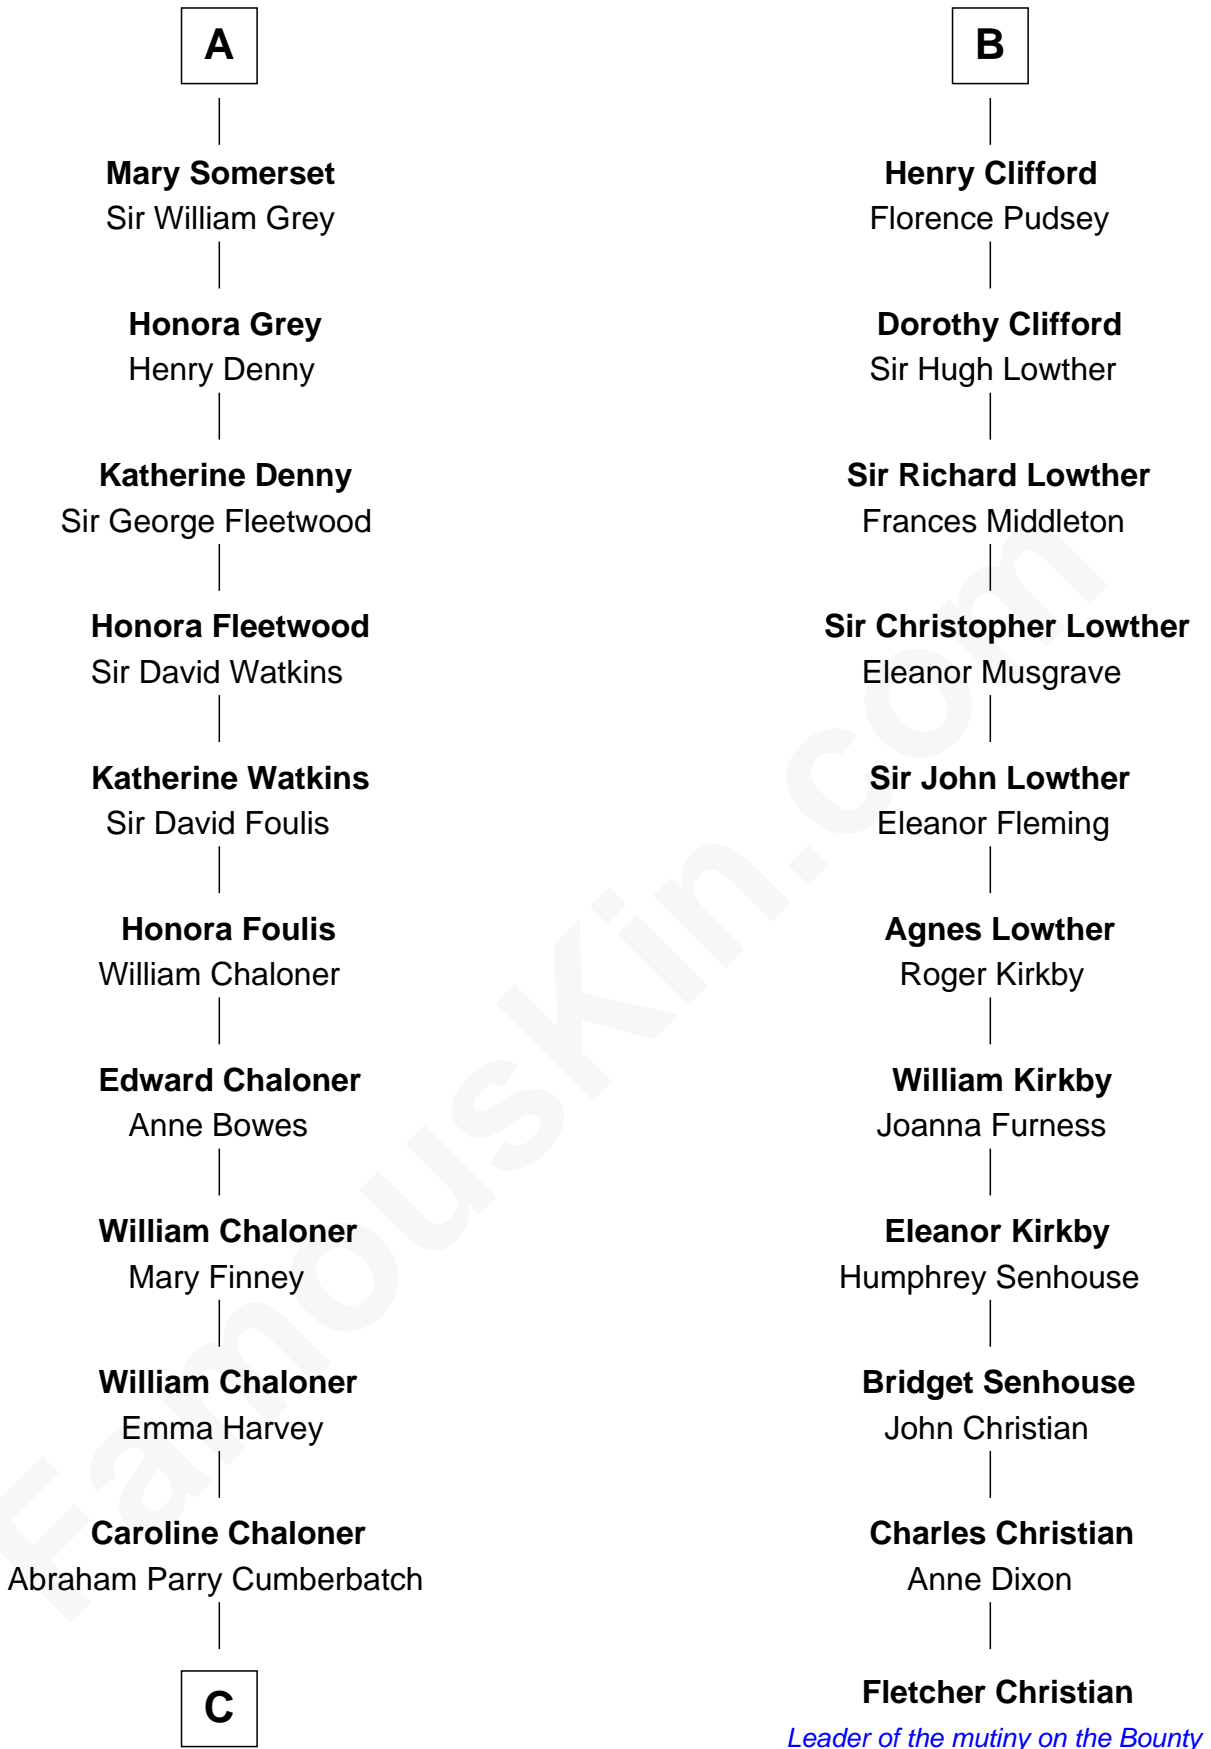 A
Mary Somerset
Sir William Grey
Honora Grey
Henry Denny
Katherine Denny
Sir George Fleetwood
Honora Fleetwood
Sir David Watkins
Katherine Watkins
Sir David Foulis
Honora Foulis
William Chaloner
Edward Chaloner
Anne Bowes
William Chaloner
Mary Finney
William Chaloner
Emma Harvey
Caroline Chaloner
Abraham Parry Cumberbatch
C
B
Henry Clifford
Florence Pudsey
Dorothy Clifford
Sir Hugh Lowther
Sir Richard Lowther
Frances Middleton
Sir Christopher Lowther
Eleanor Musgrave
Sir John Lowther
Eleanor Fleming
Agnes Lowther
Roger Kirkby
William Kirkby
Joanna Furness
Eleanor Kirkby
Humphrey Senhouse
Bridget Senhouse
John Christian
Charles Christian
Anne Dixon
Fletcher Christian
Leader of the mutiny on the Bounty
FamousKin.com